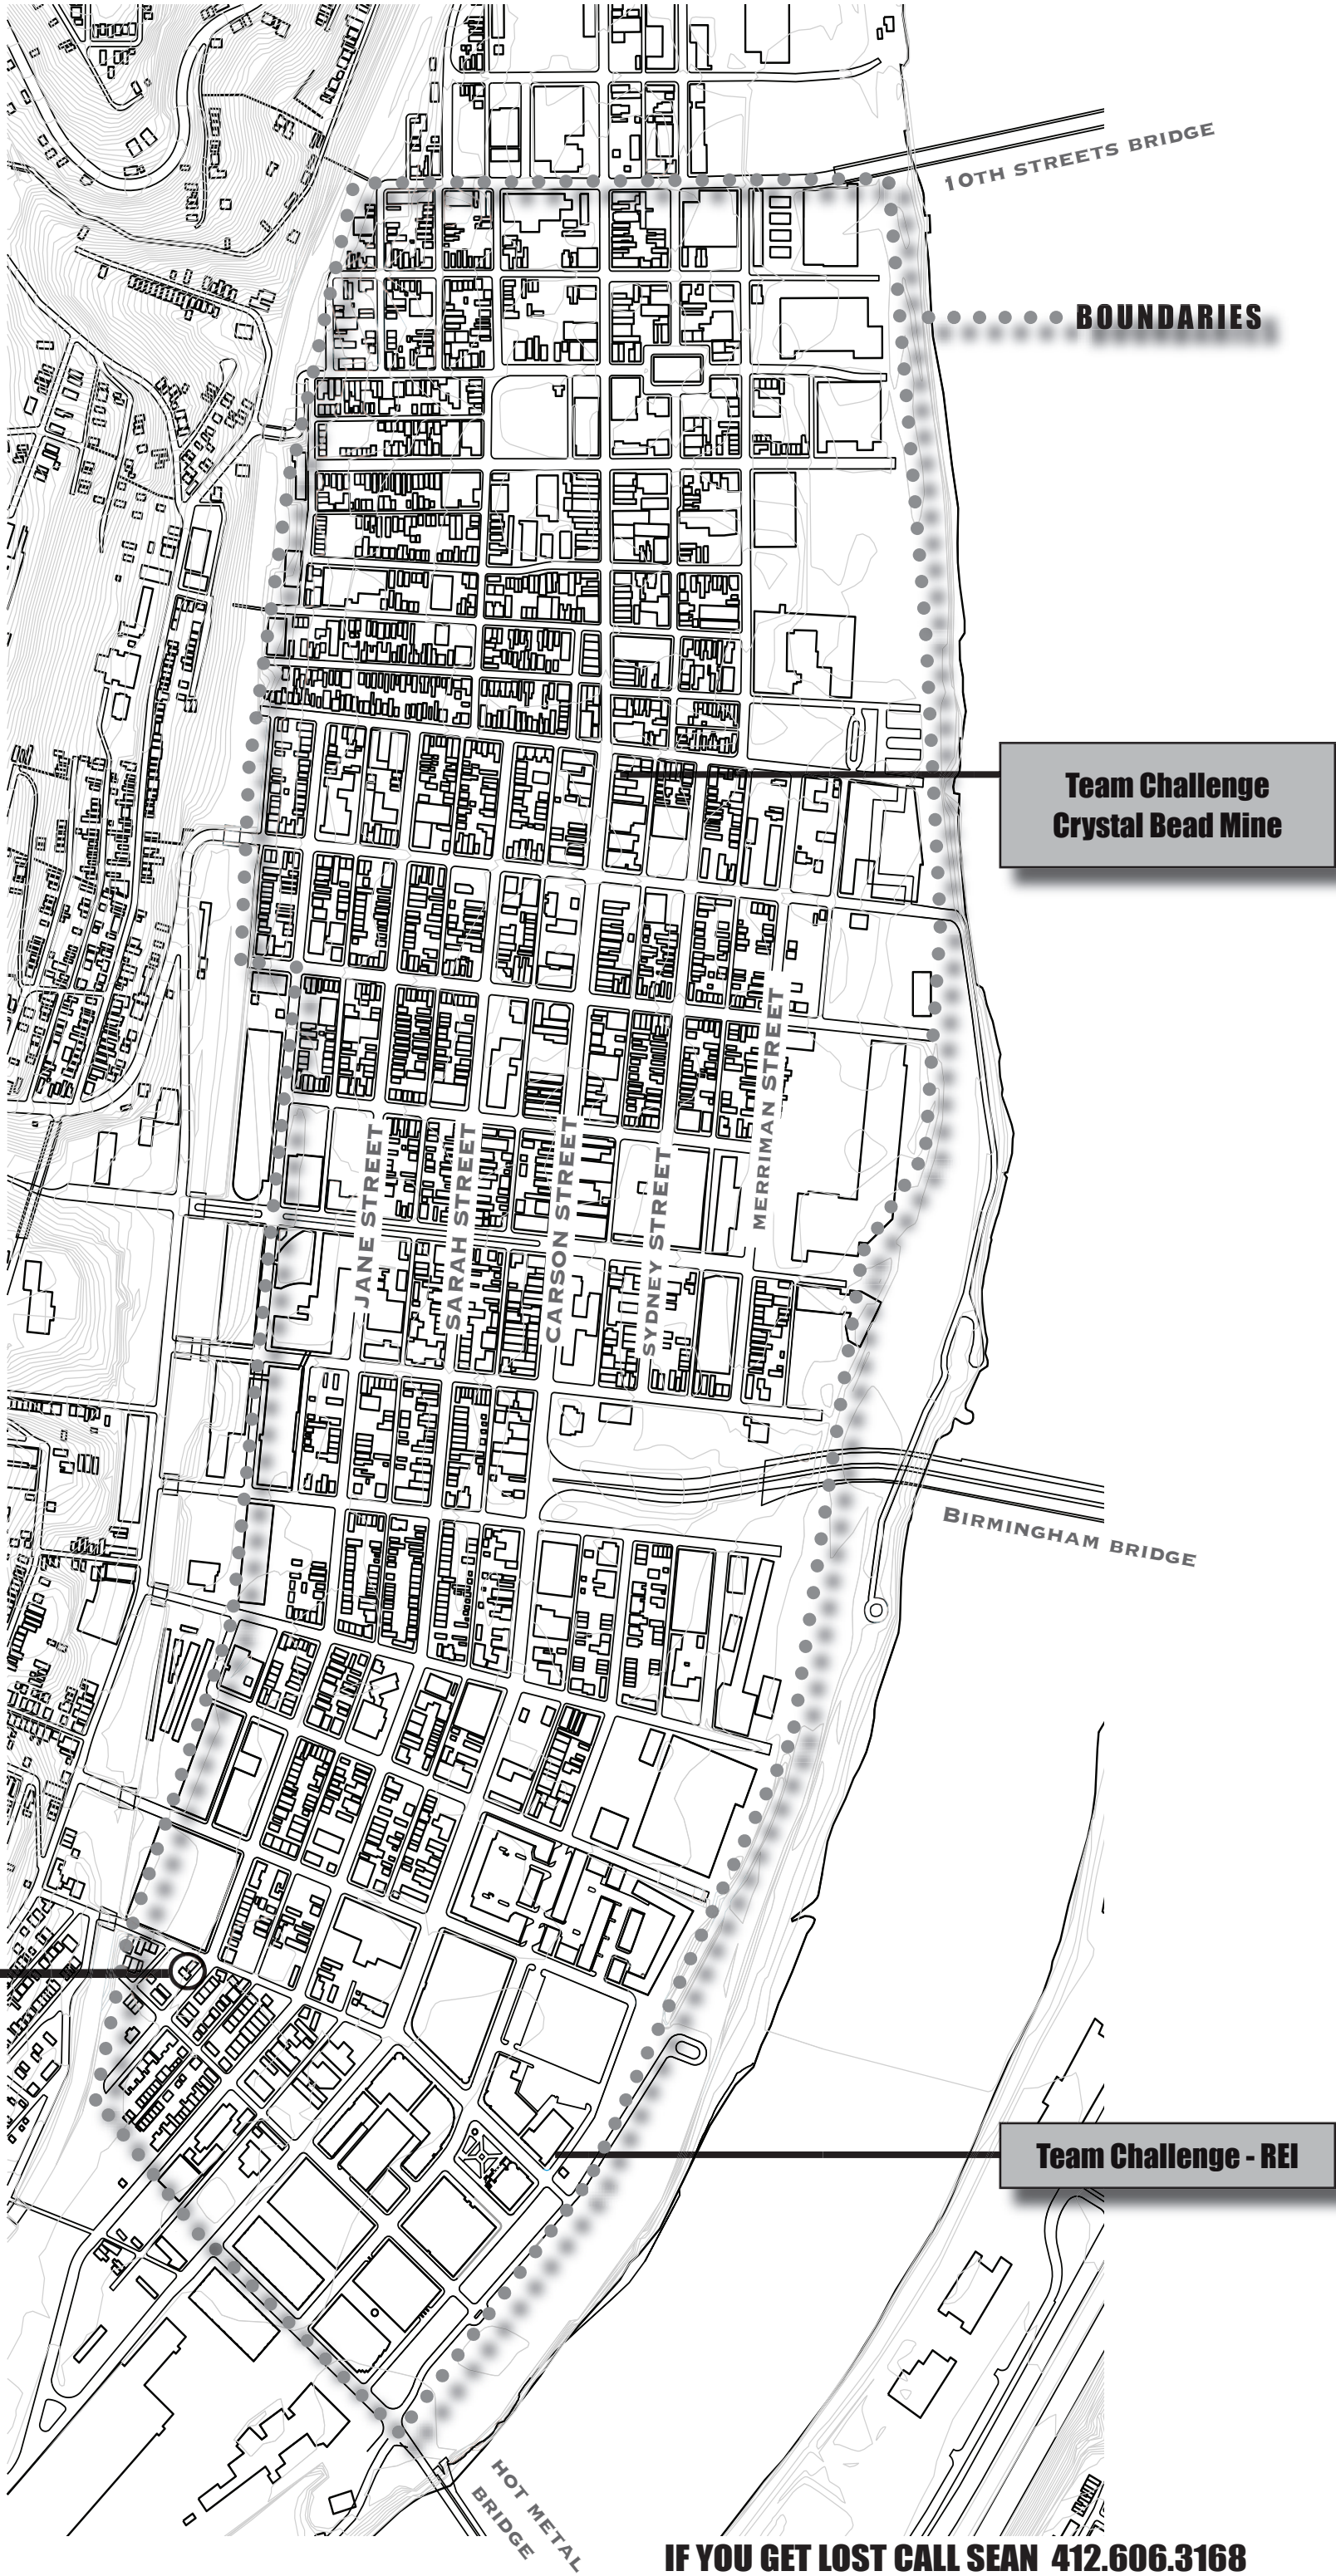 10TH STREETS BRIDGE
BOUNDARIES
Team Challenge
Crystal Bead Mine
MERRIMAN STREET
JANE STREET
SARAH STREET
CARSON STREET
SYDNEY STREET
BIRMINGHAM BRIDGE
Team Challenge - REI
HOT METAL
BRIDGE
IF YOU GET LOST CALL SEAN 412.606.3168